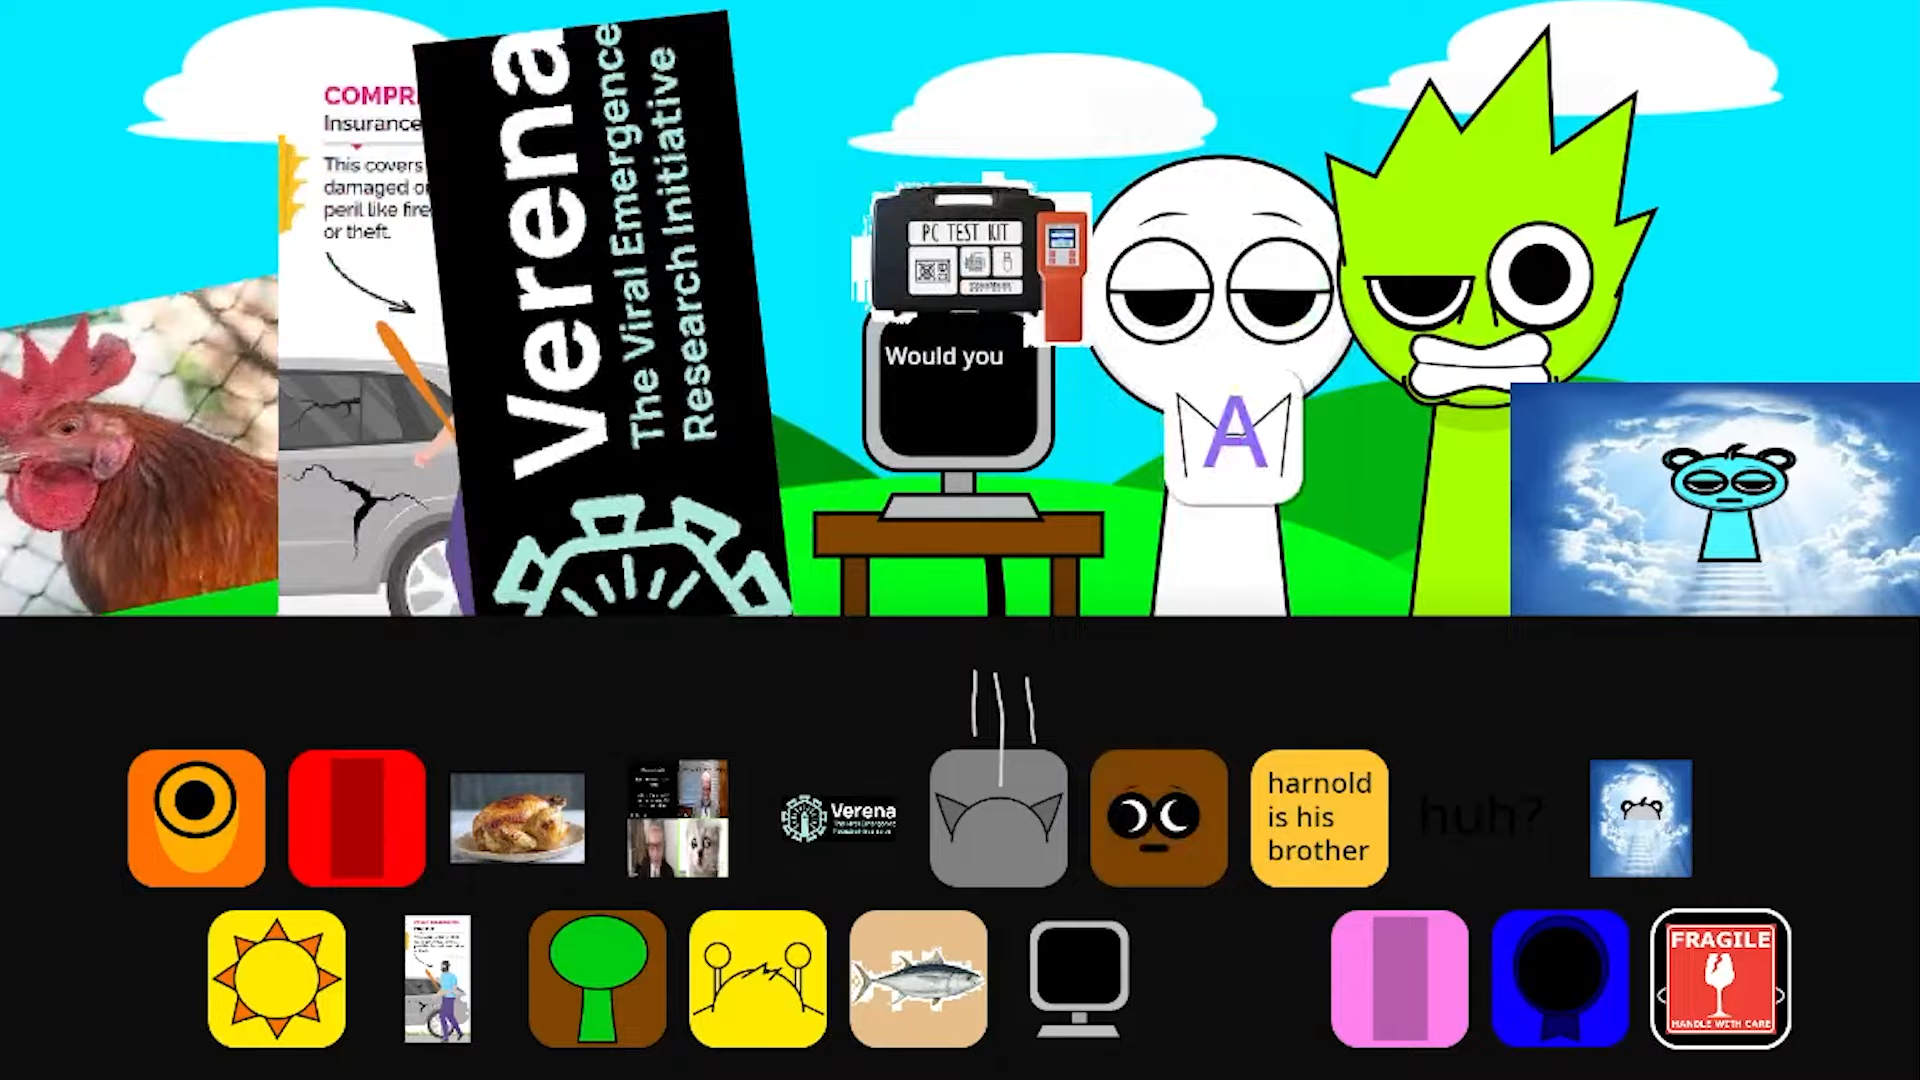 COMPR
Insurance
This covers
damaged o
peril like fire
or theft.
Verena
The Viral Emergence
Research Initiative
PC TEST KIT
Would you
A
Verena
harnold
is his
brother
huh?
FRAGILE
HANDLE WITH CARE